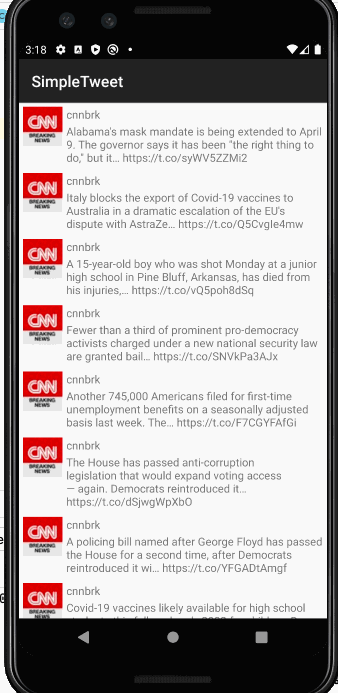 3:18
SimpleTweet
CNN
BREAKING
NEWS
cnnbrk
Alabama's mask mandate is being extended to April
9. The governor says it has been "the right thing to
do," but it… https://t.co/syWV5ZZMi2
CNN
BREAKING
NEWS
cnnbrk
Italy blocks the export of Covid-19 vaccines to
Australia in a dramatic escalation of the EU's
dispute with AstraZe… https://t.co/Q5Cvgle4mw
CNN
BREAKING
NEWS
cnnbrk
A 15-year-old boy who was shot Monday at a junior
high school in Pine Bluff, Arkansas, has died from
his injuries,… https://t.co/vQ5poh8dSq
CNN
BREAKING
NEWS
cnnbrk
Fewer than a third of prominent pro-democracy
activists charged under a new national security law
are granted bail… https://t.co/SNVkPa3AJx
CNN
BREAKING
NEWS
cnnbrk
Another 745,000 Americans filed for first-time
unemployment benefits on a seasonally adjusted
basis last week. The… https://t.co/F7CGYFAfGi
CNN
BREAKING
NEWS
cnnbrk
The House has passed anti-corruption
legislation that would expand voting access
— again. Democrats reintroduced it…
https://t.co/dSjwgWpXbO
CNN
BREAKING
NEWS
cnnbrk
A policing bill named after George Floyd has passed
the House for a second time, after Democrats
reintroduced it wi… https://t.co/YFGADtAmgf
CNN
BREAKING
cnnbrk
Covid-19 vaccines likely available for high school